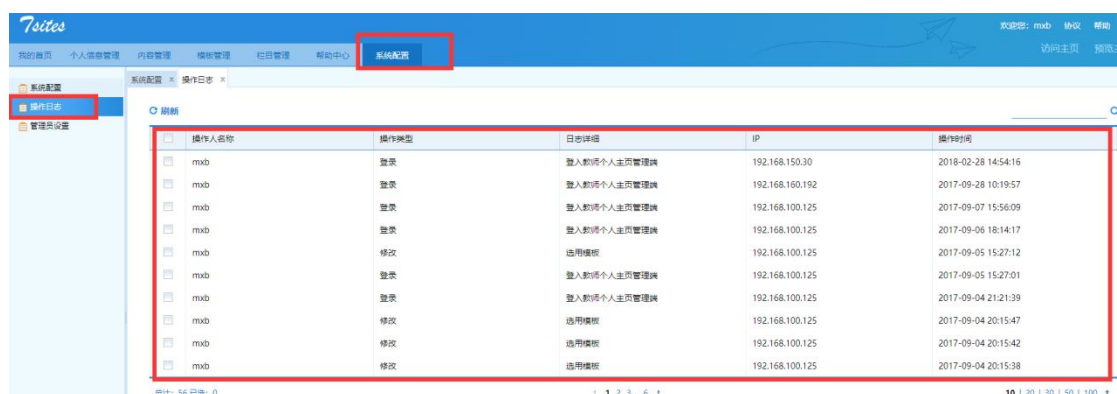 Tsites
欢迎您: mxb 协议 帮助
访问主页
我的首页 个人信息管理 内容管理 模板管理 栏目管理 帮助中心 系统配置
系统配置 × 操作日志 ×
系统配置
操作日志
管理员设置
刷新
操作人名称 操作类型 日志详细 IP 操作时间
mxb 登录 登入教师个人主页管理端 192.168.150.30 2018-02-28 14:54:16
mxb 登录 登入教师个人主页管理端 192.168.160.192 2017-09-28 10:19:57
mxb 登录 登入教师个人主页管理端 192.168.100.125 2017-09-07 15:56:09
mxb 登录 登入教师个人主页管理端 192.168.100.125 2017-09-06 18:14:17
mxb 修改 选用模板 192.168.100.125 2017-09-05 15:27:12
mxb 登录 登入教师个人主页管理端 192.168.100.125 2017-09-05 15:27:01
mxb 登录 登入教师个人主页管理端 192.168.100.125 2017-09-04 21:21:39
mxb 修改 选用模板 192.168.100.125 2017-09-04 20:15:47
mxb 修改 选用模板 192.168.100.125 2017-09-04 20:15:42
mxb 修改 选用模板 192.168.100.125 2017-09-04 20:15:38
总计: 56 已选: 0 1 2 3 6 10 | 20 | 30 | 50 | 100